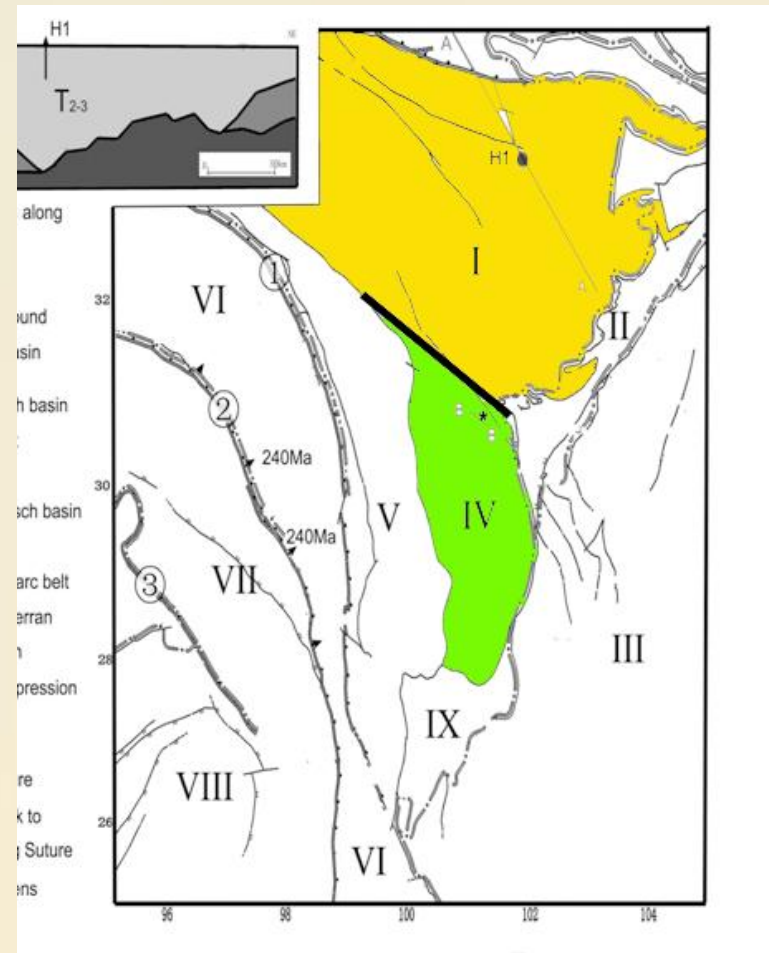 H1
T2-3
along
ound
asin
h basin
sch basin
arc belt
erran
n
pression
re
k to
g Suture
ens
A
H1
I
II
III
IV
V
VI
VI
VII
VIII
IX
1
2
3
240Ma
240Ma
32
30
28
26
96
98
100
102
104